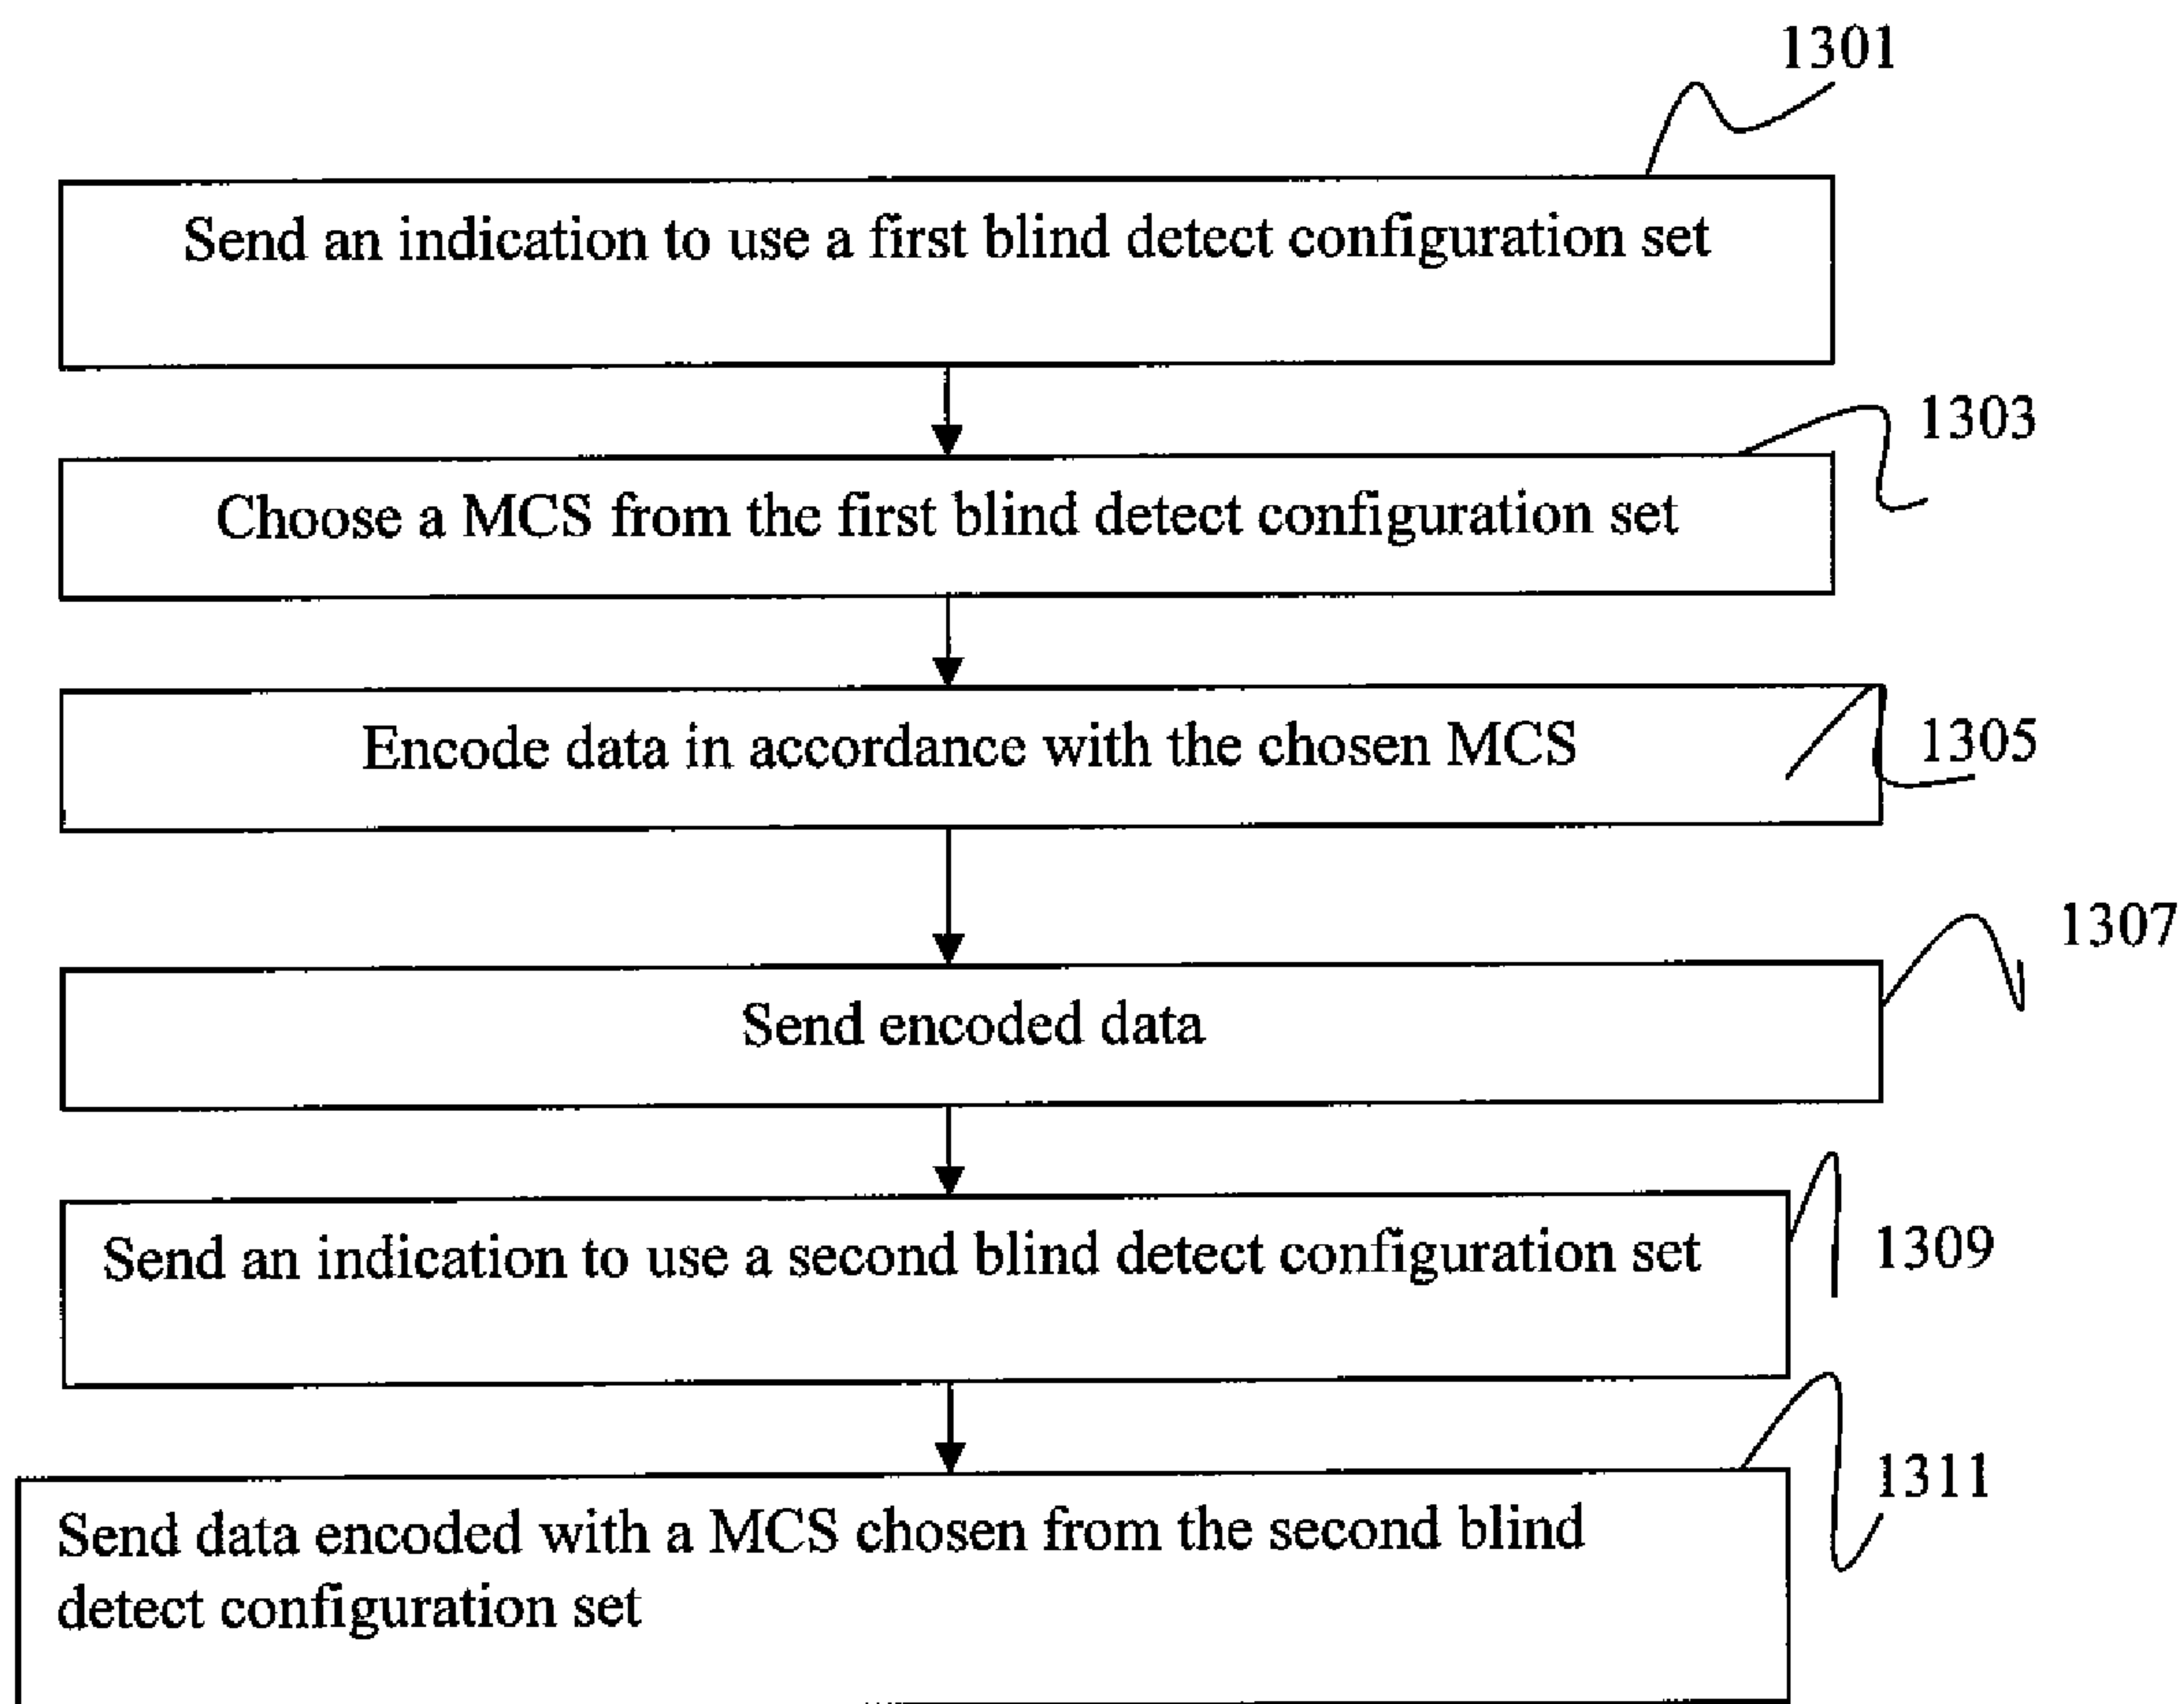 1301
Send an indication to use a first blind detect configuration set
1303
Choose a MCS from the first blind detect configuration set
Encode data in accordance with the chosen MCS
1305
1307
Send encoded data
Send an indication to use a second blind detect configuration set
1309
1311
Send data encoded with a MCS chosen from the second blind
detect configuration set